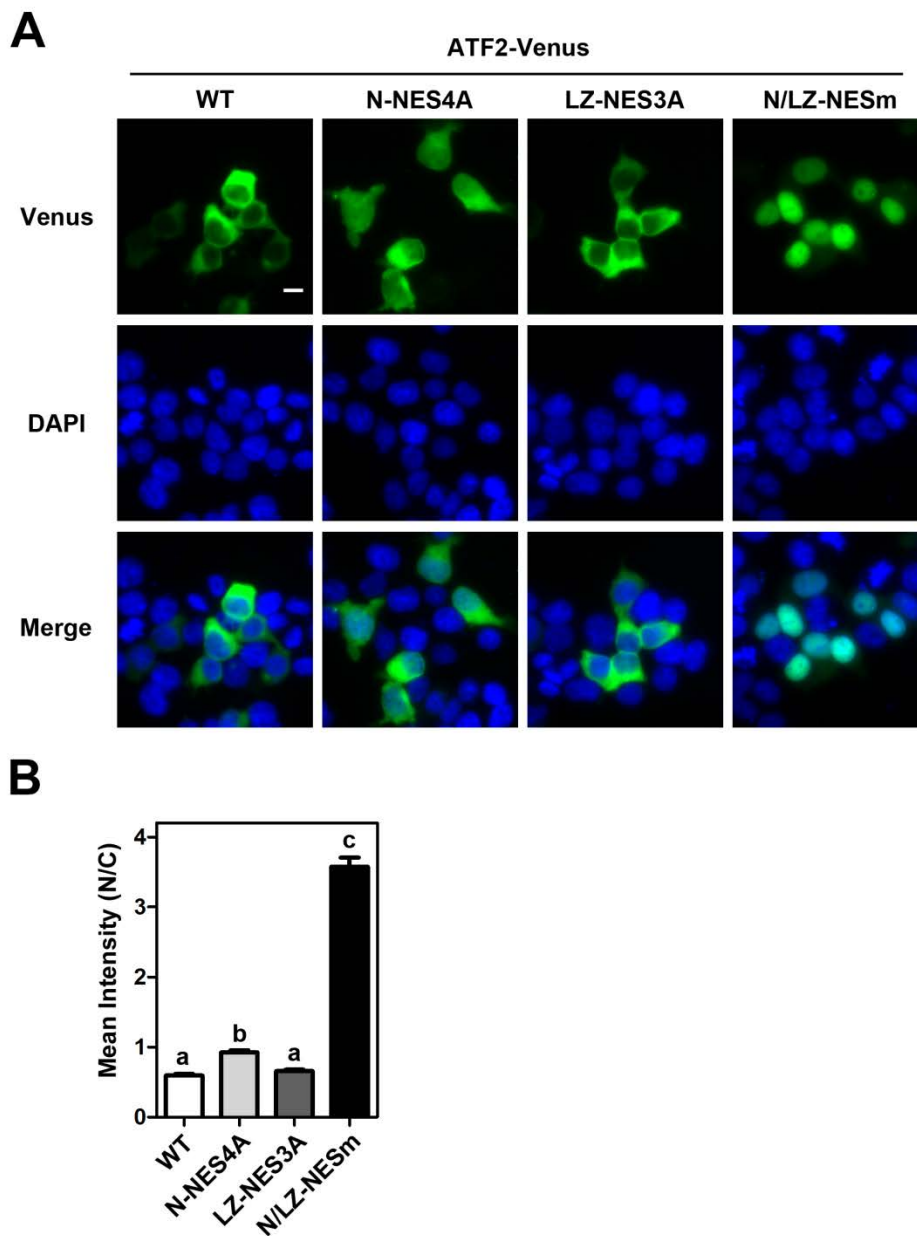 A
ATF2-Venus
WT N-NES4A LZ-NES3A N/LZ-NESm
Venus
DAPI
Merge
B
Mean Intensity (N/C)
4
3
2
1
0
a b a c
WT N-NES4A LZ-NES3A N/LZ-NESm